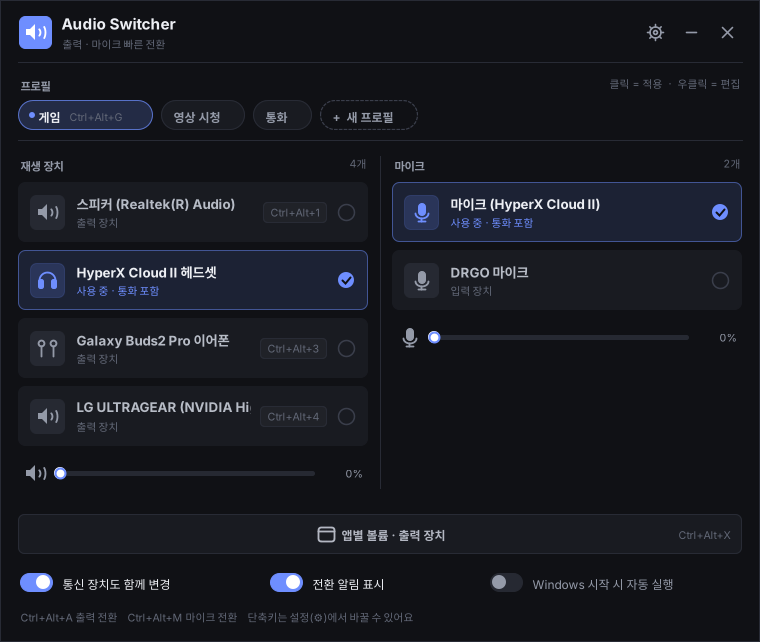 Audio Switcher
출력 · 마이크 빠른 전환
프로필
클릭 = 적용 · 우클릭 = 편집
게임 Ctrl+Alt+G
영상 시청
통화
+ 새 프로필
재생 장치
4개
스피커 (Realtek(R) Audio)
출력 장치
Ctrl+Alt+1
HyperX Cloud II 헤드셋
사용 중 · 통화 포함
Galaxy Buds2 Pro 이어폰
출력 장치
Ctrl+Alt+3
LG ULTRAGEAR (NVIDIA Hi
출력 장치
Ctrl+Alt+4
0%
마이크
2개
마이크 (HyperX Cloud II)
사용 중 · 통화 포함
DRGO 마이크
입력 장치
0%
앱별 볼륨 · 출력 장치
Ctrl+Alt+X
통신 장치도 함께 변경
전환 알림 표시
Windows 시작 시 자동 실행
Ctrl+Alt+A 출력 전환 Ctrl+Alt+M 마이크 전환 단축키는 설정(⚙)에서 바꿀 수 있어요